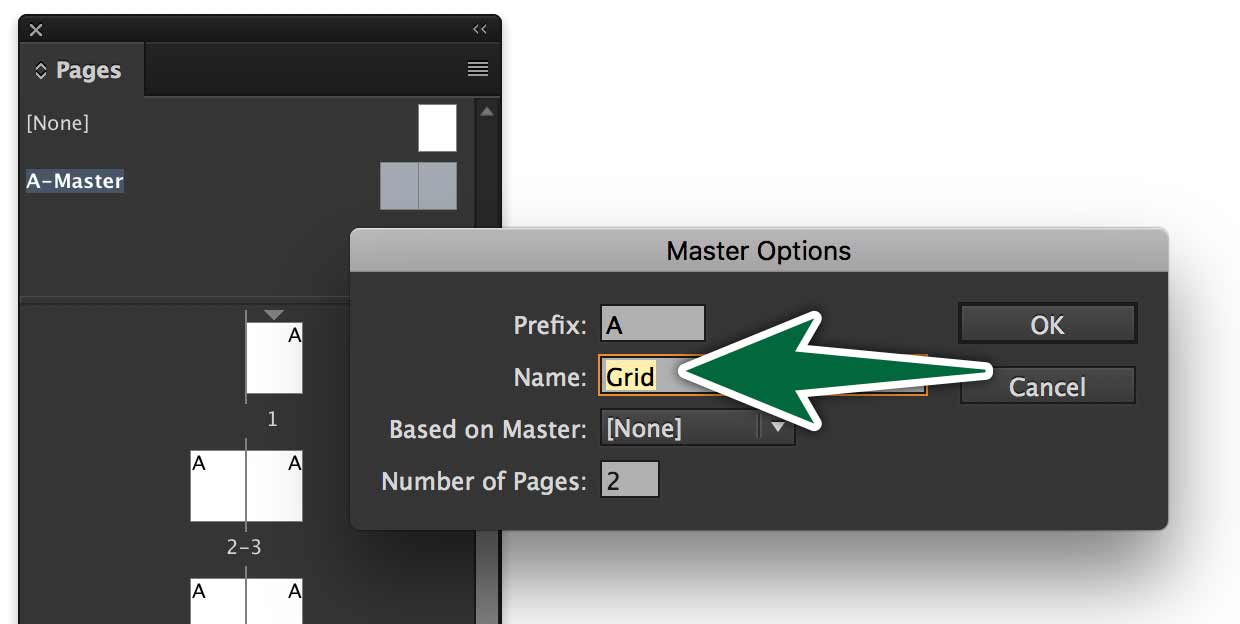 Pages
[None]
A-Master
Master Options
Prefix: A
OK
Name: Grid
Cancel
Based on Master: [None]
Number of Pages: 2
A
1
A A
2-3
A A